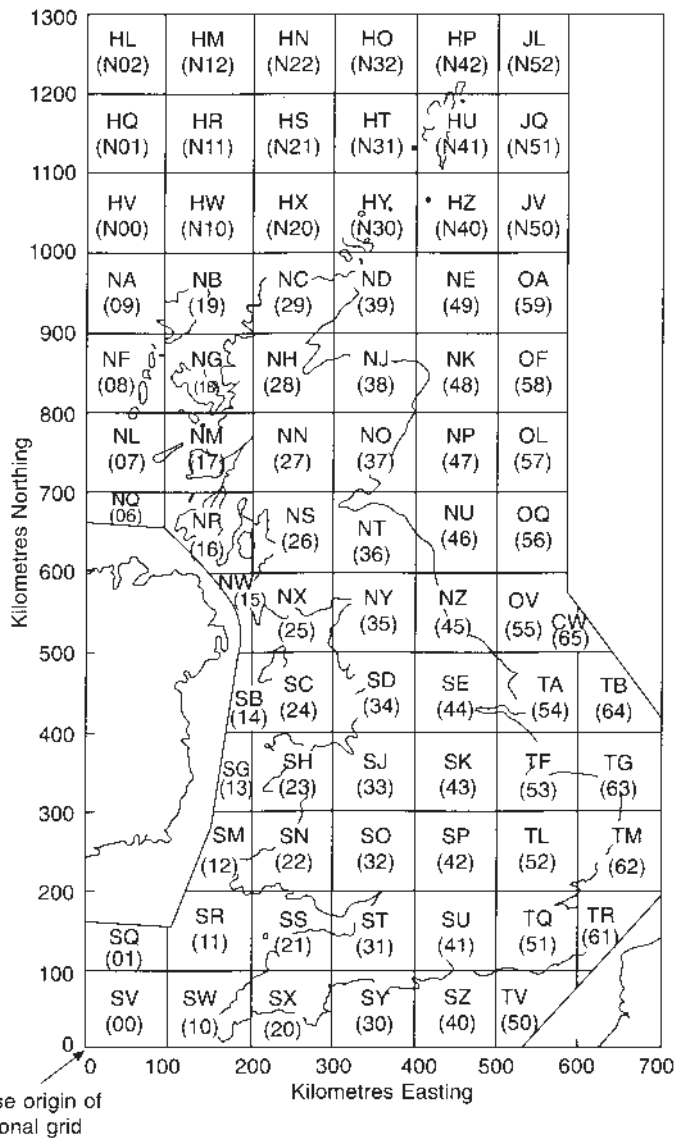 1300
HL HM HN HO HP JL
(N02) (N12) (N22) (N32) (N42) (N52)
1200
HQ HR HS HT HU JQ
(N01) (N11) (N21) (N31) (N41) (N51)
1100
HV HW HX HY HZ JV
(N00) (N10) (N20) (N30) (N40) (N50)
1000
NA NB NC ND NE OA
(09) (19) (29) (39) (49) (59)
900
NF NG NH NJ NK OF
(08) (18) (28) (38) (48) (58)
800
NL NM NN NO NP OL
(07) (17) (27) (37) (47) (57)
700
NQ NR NS NT NU OQ
(06) (16) (26) (36) (46) (56)
600
NW NX NY NZ OV CW
(15) (25) (35) (45) (55) (65)
500
SB SC SD SE TA TB
(14) (24) (34) (44) (54) (64)
400
SG SH SJ SK TF TG
(13) (23) (33) (43) (53) (63)
300
SM SN SO SP TL TM
(12) (22) (32) (42) (52) (62)
200
SQ SR SS ST SU TQ TR
(01) (11) (21) (31) (41) (51) (61)
100
SV SW SX SY SZ TV
(00) (10) (20) (30) (40) (50)
0
0 100 200 300 400 500 600 700
Kilometres Northing
Kilometres Easting
se origin of
onal grid